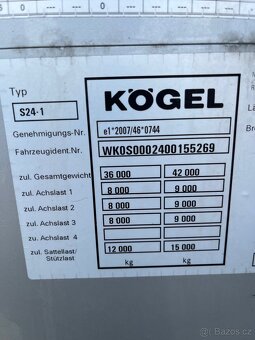 KÖGEL
Typ S24-1
Genehmigungs-Nr. e1*2007/46*0744
Fahrzeugident.Nr. WK0S0002400155269
zul. Gesamtgewicht 36 000 42 000
zul. Achslast 1 8 000 9 000
zul. Achslast 2 8 000 9 000
zul. Achslast 3 8 000 9 000
zu. Achslast 4
zul. Sattellast/ 12 000 15 000
Stützlast
kg kg
Bazoš.cz